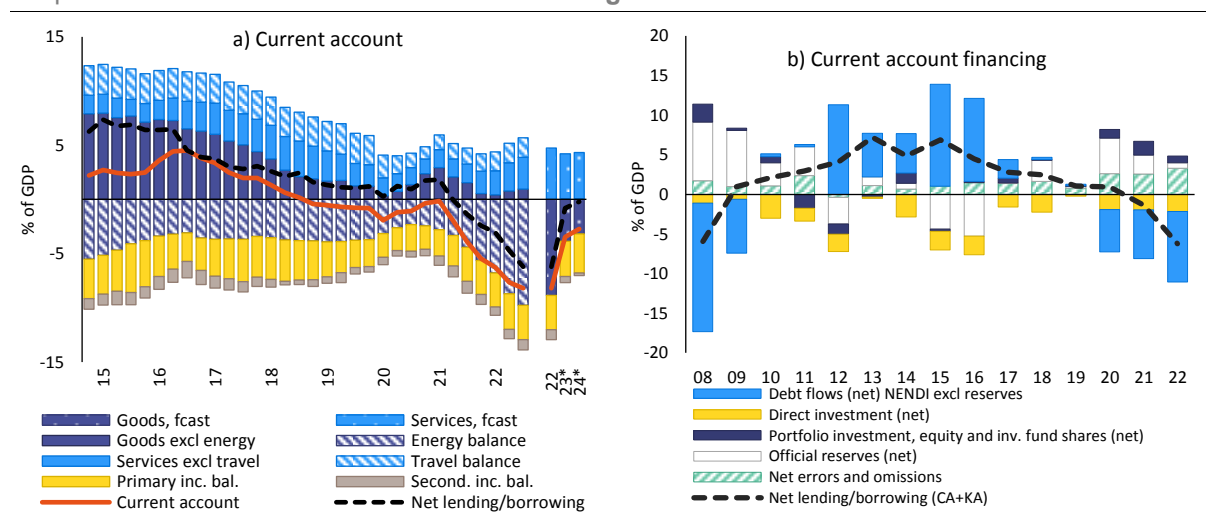 a) Current account
% of GDP
15
5
-5
-15
15
16
17
18
19
20
21
22
22
23*
24*
Goods, fcast
Services, fcast
Goods excl energy
Energy balance
Services excl travel
Travel balance
Primary inc. bal.
Second. inc. bal.
Current account
Net lending/borrowing
b) Current account financing
% of GDP
20
15
10
5
0
-5
-10
-15
-20
08
09
10
11
12
13
14
15
16
17
18
19
20
21
22
Debt flows (net) NENDI excl reserves
Direct investment (net)
Portfolio investment, equity and inv. fund shares (net)
Official reserves (net)
Net errors and omissions
Net lending/borrowing (CA+KA)